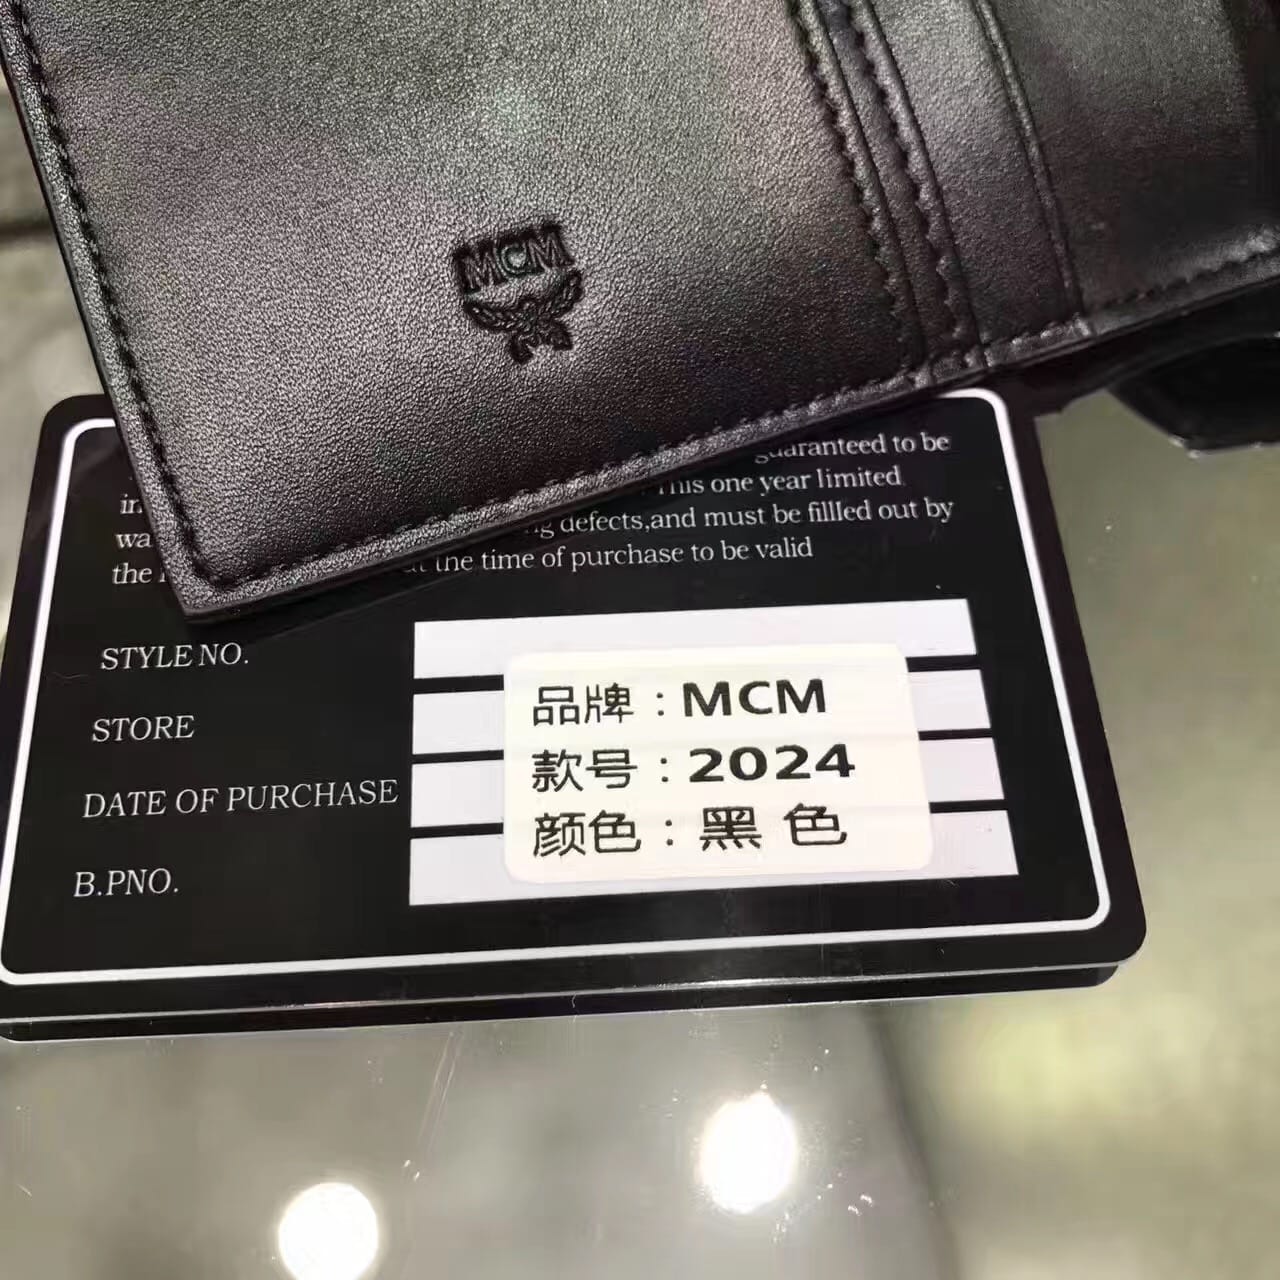 MCM
guaranteed to be
This one year limited
defects,and must be fillled out by
the
at the time of purchase to be valid
STYLE NO.
STORE
DATE OF PURCHASE
B.PNO.
品牌：MCM
款号：2024
颜色：黑 色